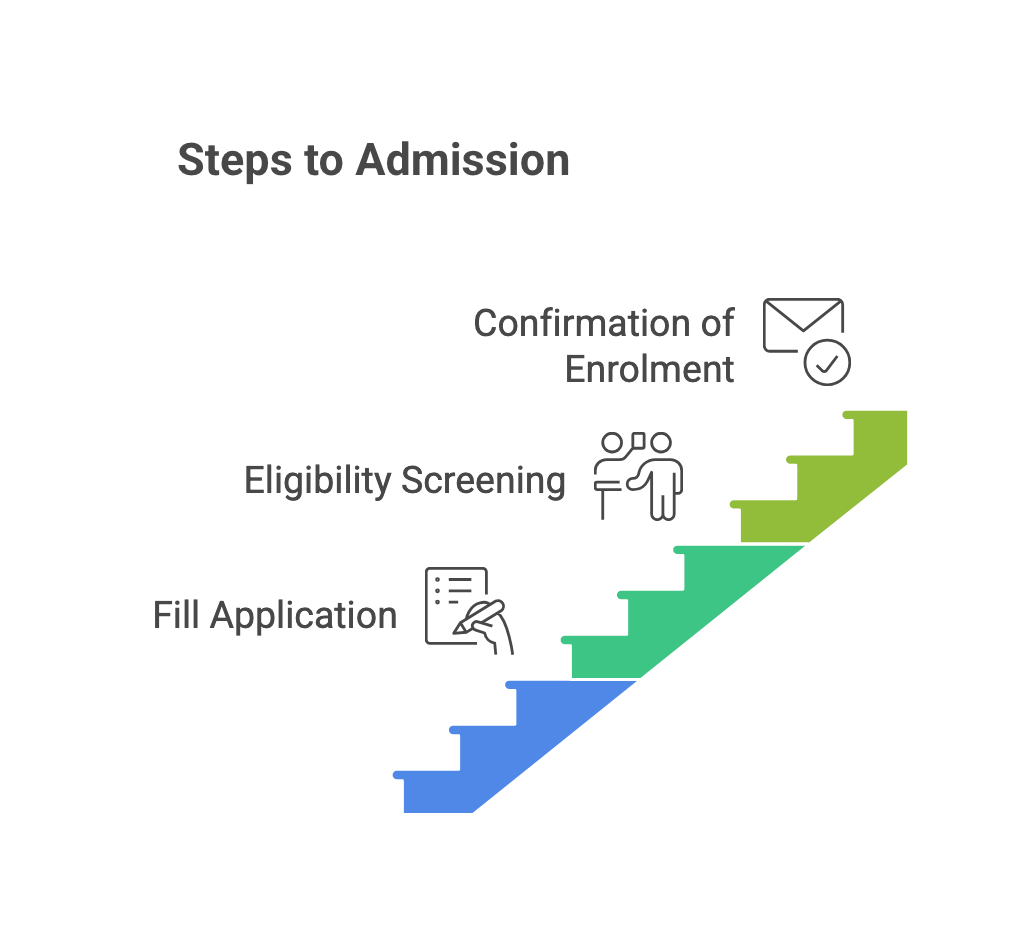 Steps to Admission
Confirmation of
Enrolment
Eligibility Screening
Fill Application